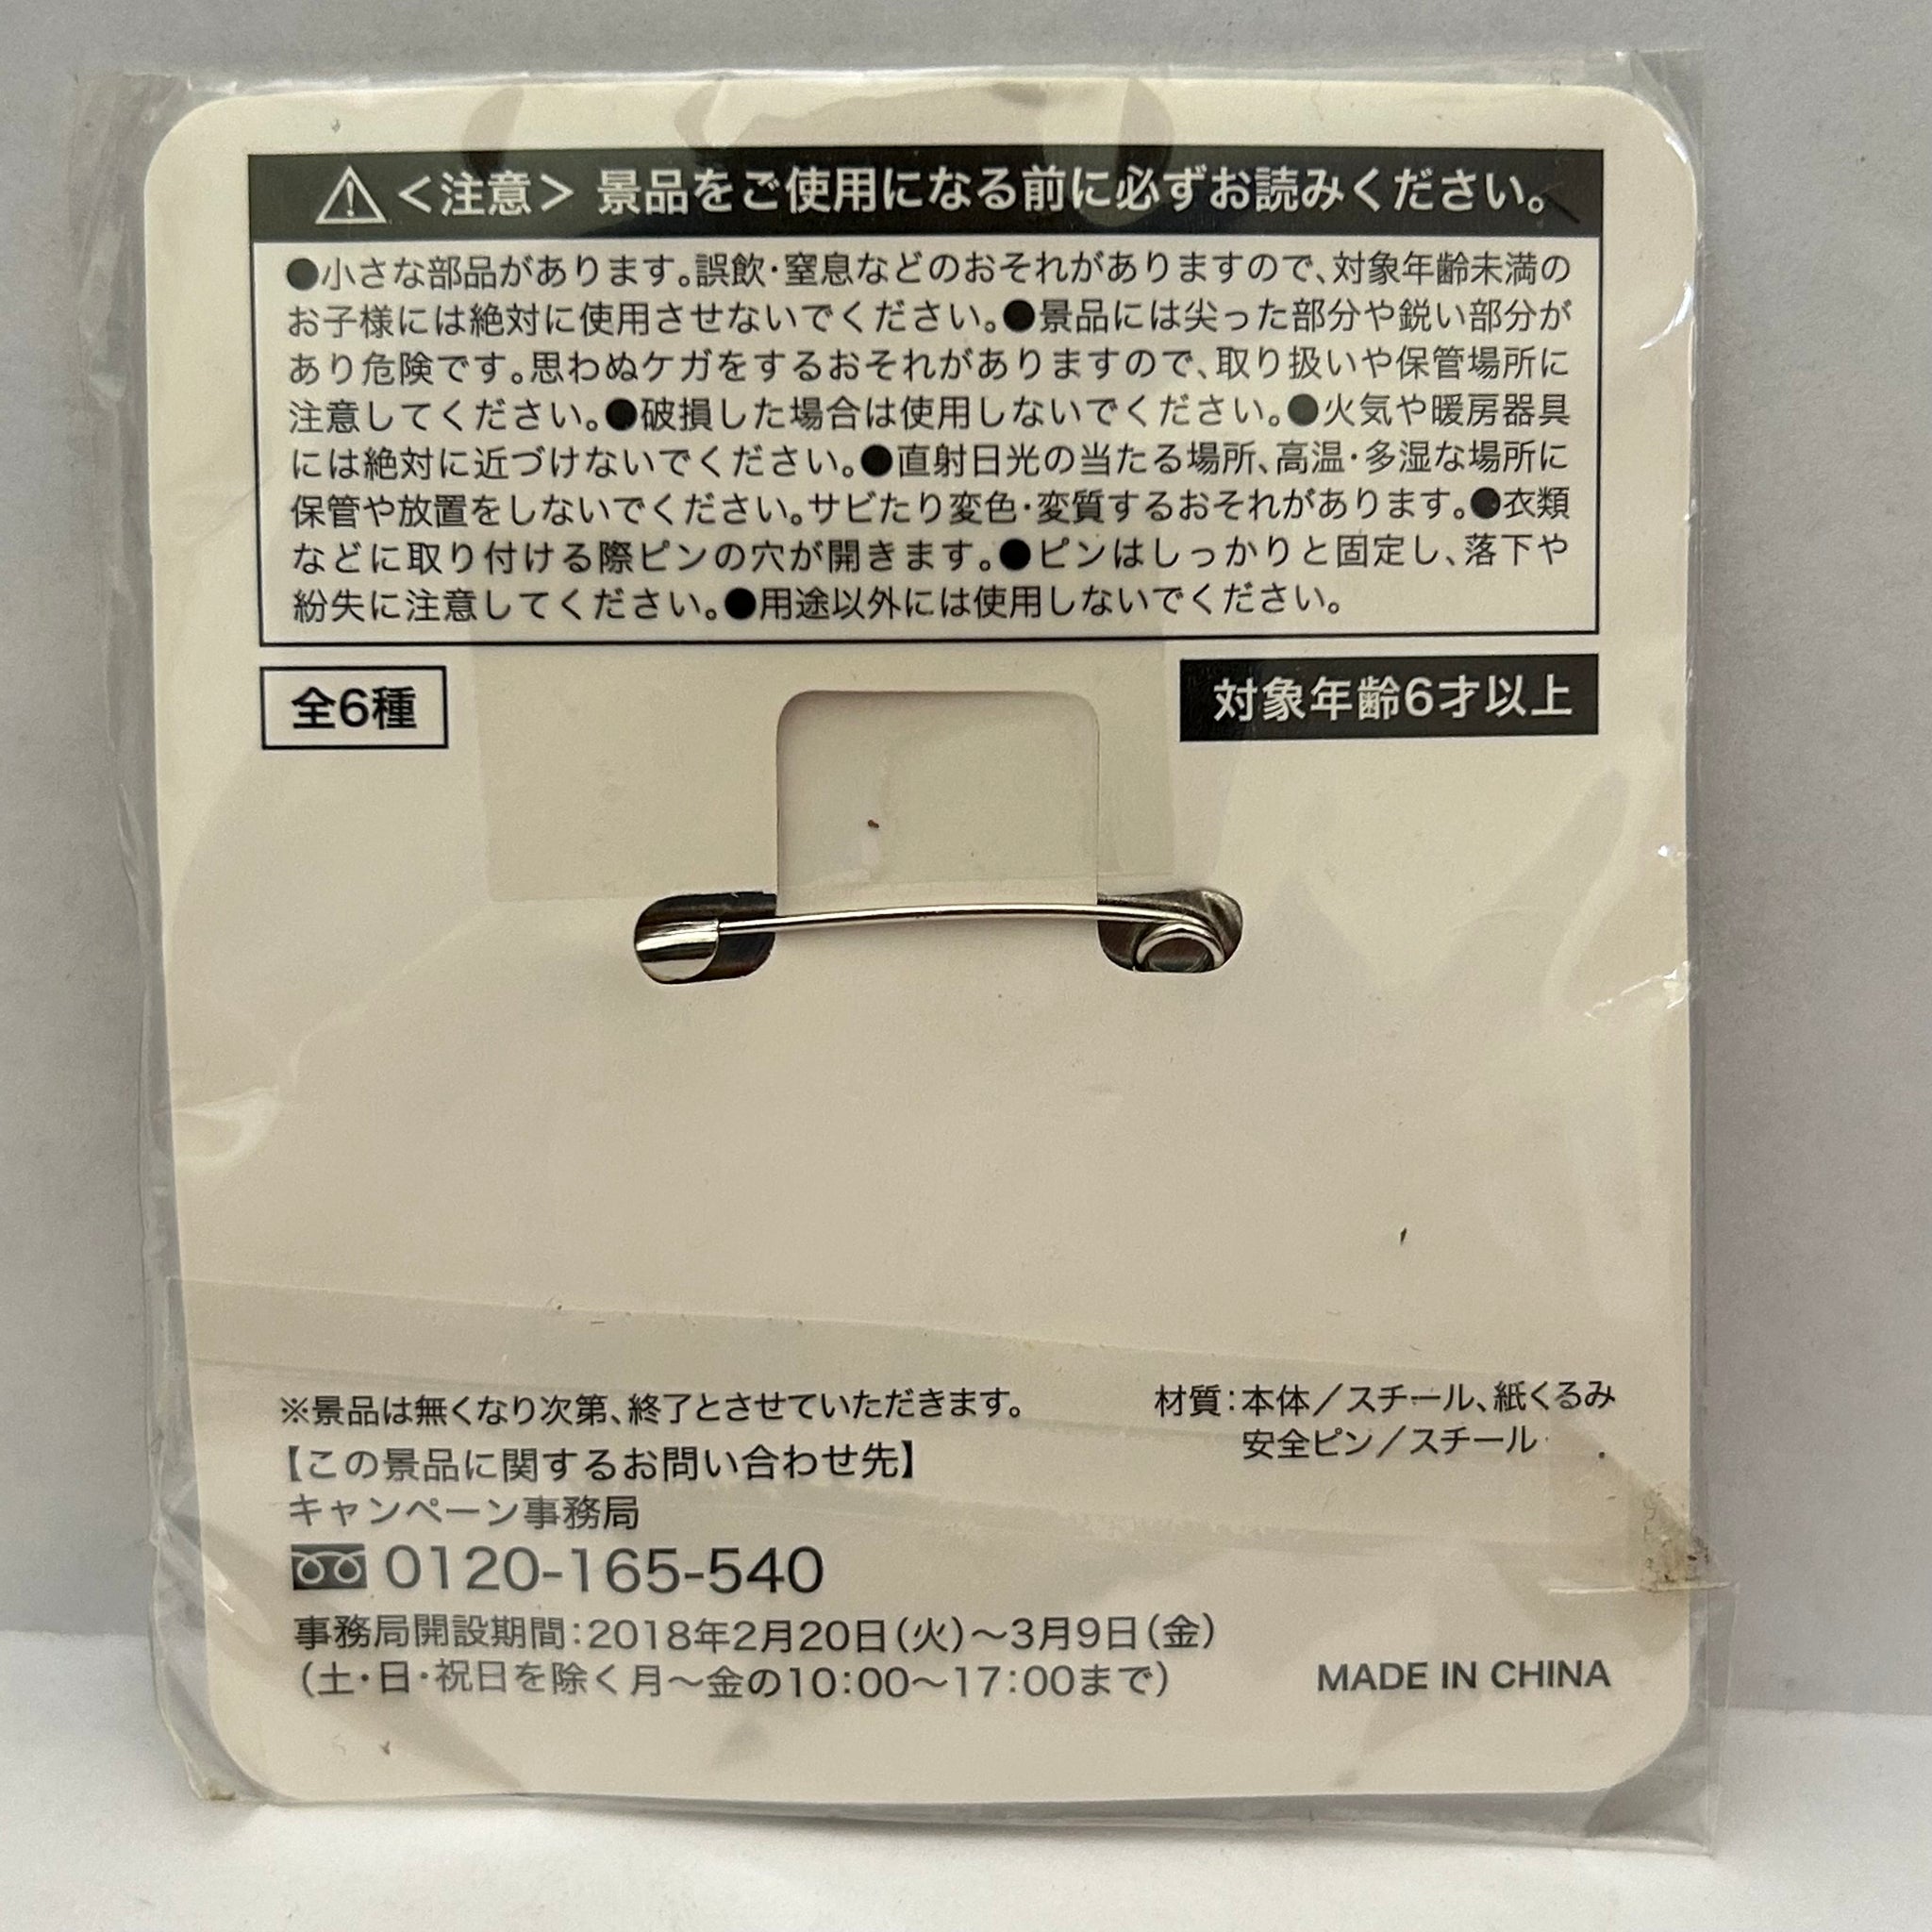 ⚠＜注意＞ 景品をご使用になる前に必ずお読みください。
●小さな部品があります。誤飲・窒息などのおそれがありますので、対象年齢未満の
お子様には絶対に使用させないでください。●景品には尖った部分や鋭い部分が
あり危険です。思わぬケガをするおそれがありますので、取り扱いや保管場所に
注意してください。●破損した場合は使用しないでください。●火気や暖房器具
には絶対に近づけないでください。●直射日光の当たる場所、高温・多湿な場所に
保管や放置をしないでください。サビたり変色・変質するおそれがあります。●衣類
などに取り付ける際ピンの穴が開きます。●ピンはしっかりと固定し、落下や
紛失に注意してください。●用途以外には使用しないでください。
全6種
対象年齢6才以上
※景品は無くなり次第、終了とさせていただきます。
材質：本体／スチール、紙くるみ
安全ピン／スチール
【この景品に関するお問い合わせ先】
キャンペーン事務局
0120-165-540
事務局開設期間：2018年2月20日（火）～3月9日（金）
（土・日・祝日を除く月～金の10：00～17：00まで）
MADE IN CHINA